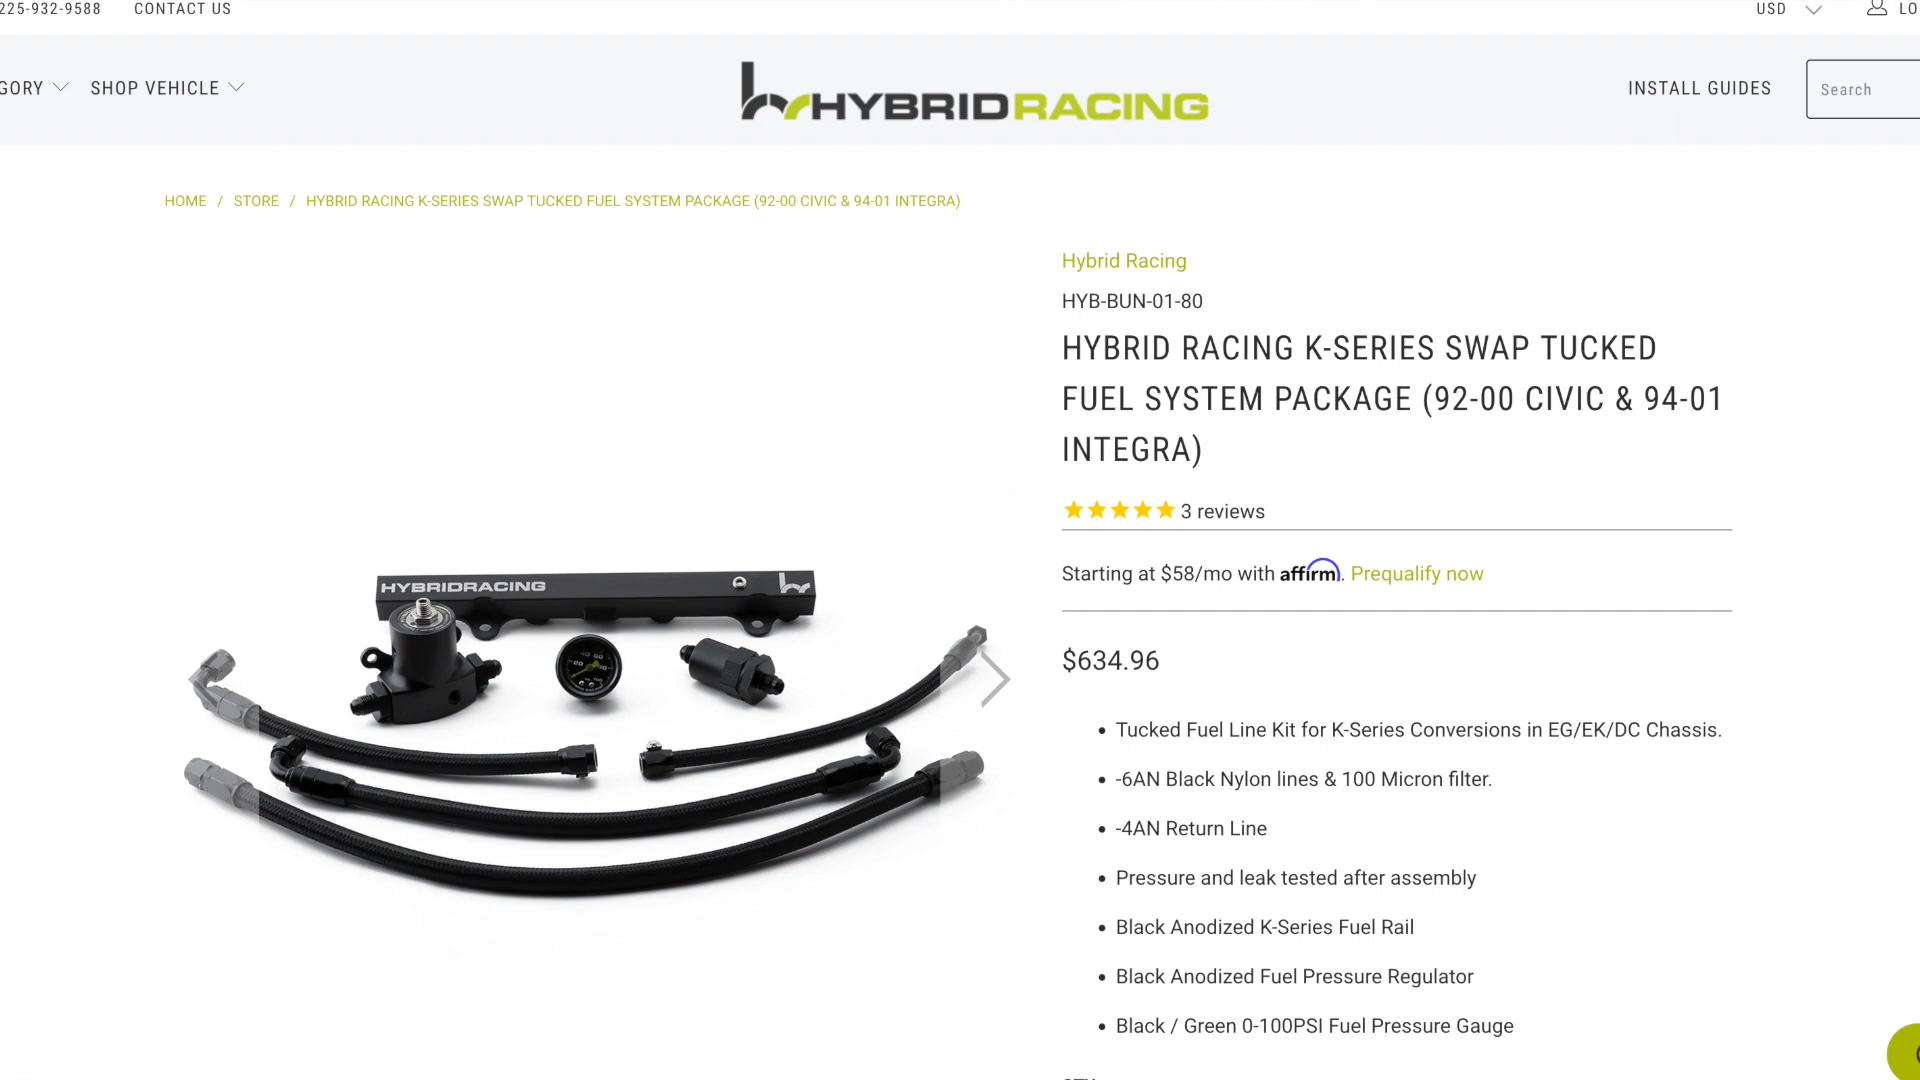 225-932-9588 CONTACT US USD LO
GORY SHOP VEHICLE HYBRIDRACING INSTALL GUIDES Search
HOME / STORE / HYBRID RACING K-SERIES SWAP TUCKED FUEL SYSTEM PACKAGE (92-00 CIVIC & 94-01 INTEGRA)
Hybrid Racing
HYB-BUN-01-80
HYBRID RACING K-SERIES SWAP TUCKED
FUEL SYSTEM PACKAGE (92-00 CIVIC & 94-01
INTEGRA)
3 reviews
Starting at $58/mo with affirm. Prequalify now
$634.96
HYBRIDRACING
• Tucked Fuel Line Kit for K-Series Conversions in EG/EK/DC Chassis.
• -6AN Black Nylon lines & 100 Micron filter.
• -4AN Return Line
• Pressure and leak tested after assembly
• Black Anodized K-Series Fuel Rail
• Black Anodized Fuel Pressure Regulator
• Black / Green 0-100PSI Fuel Pressure Gauge